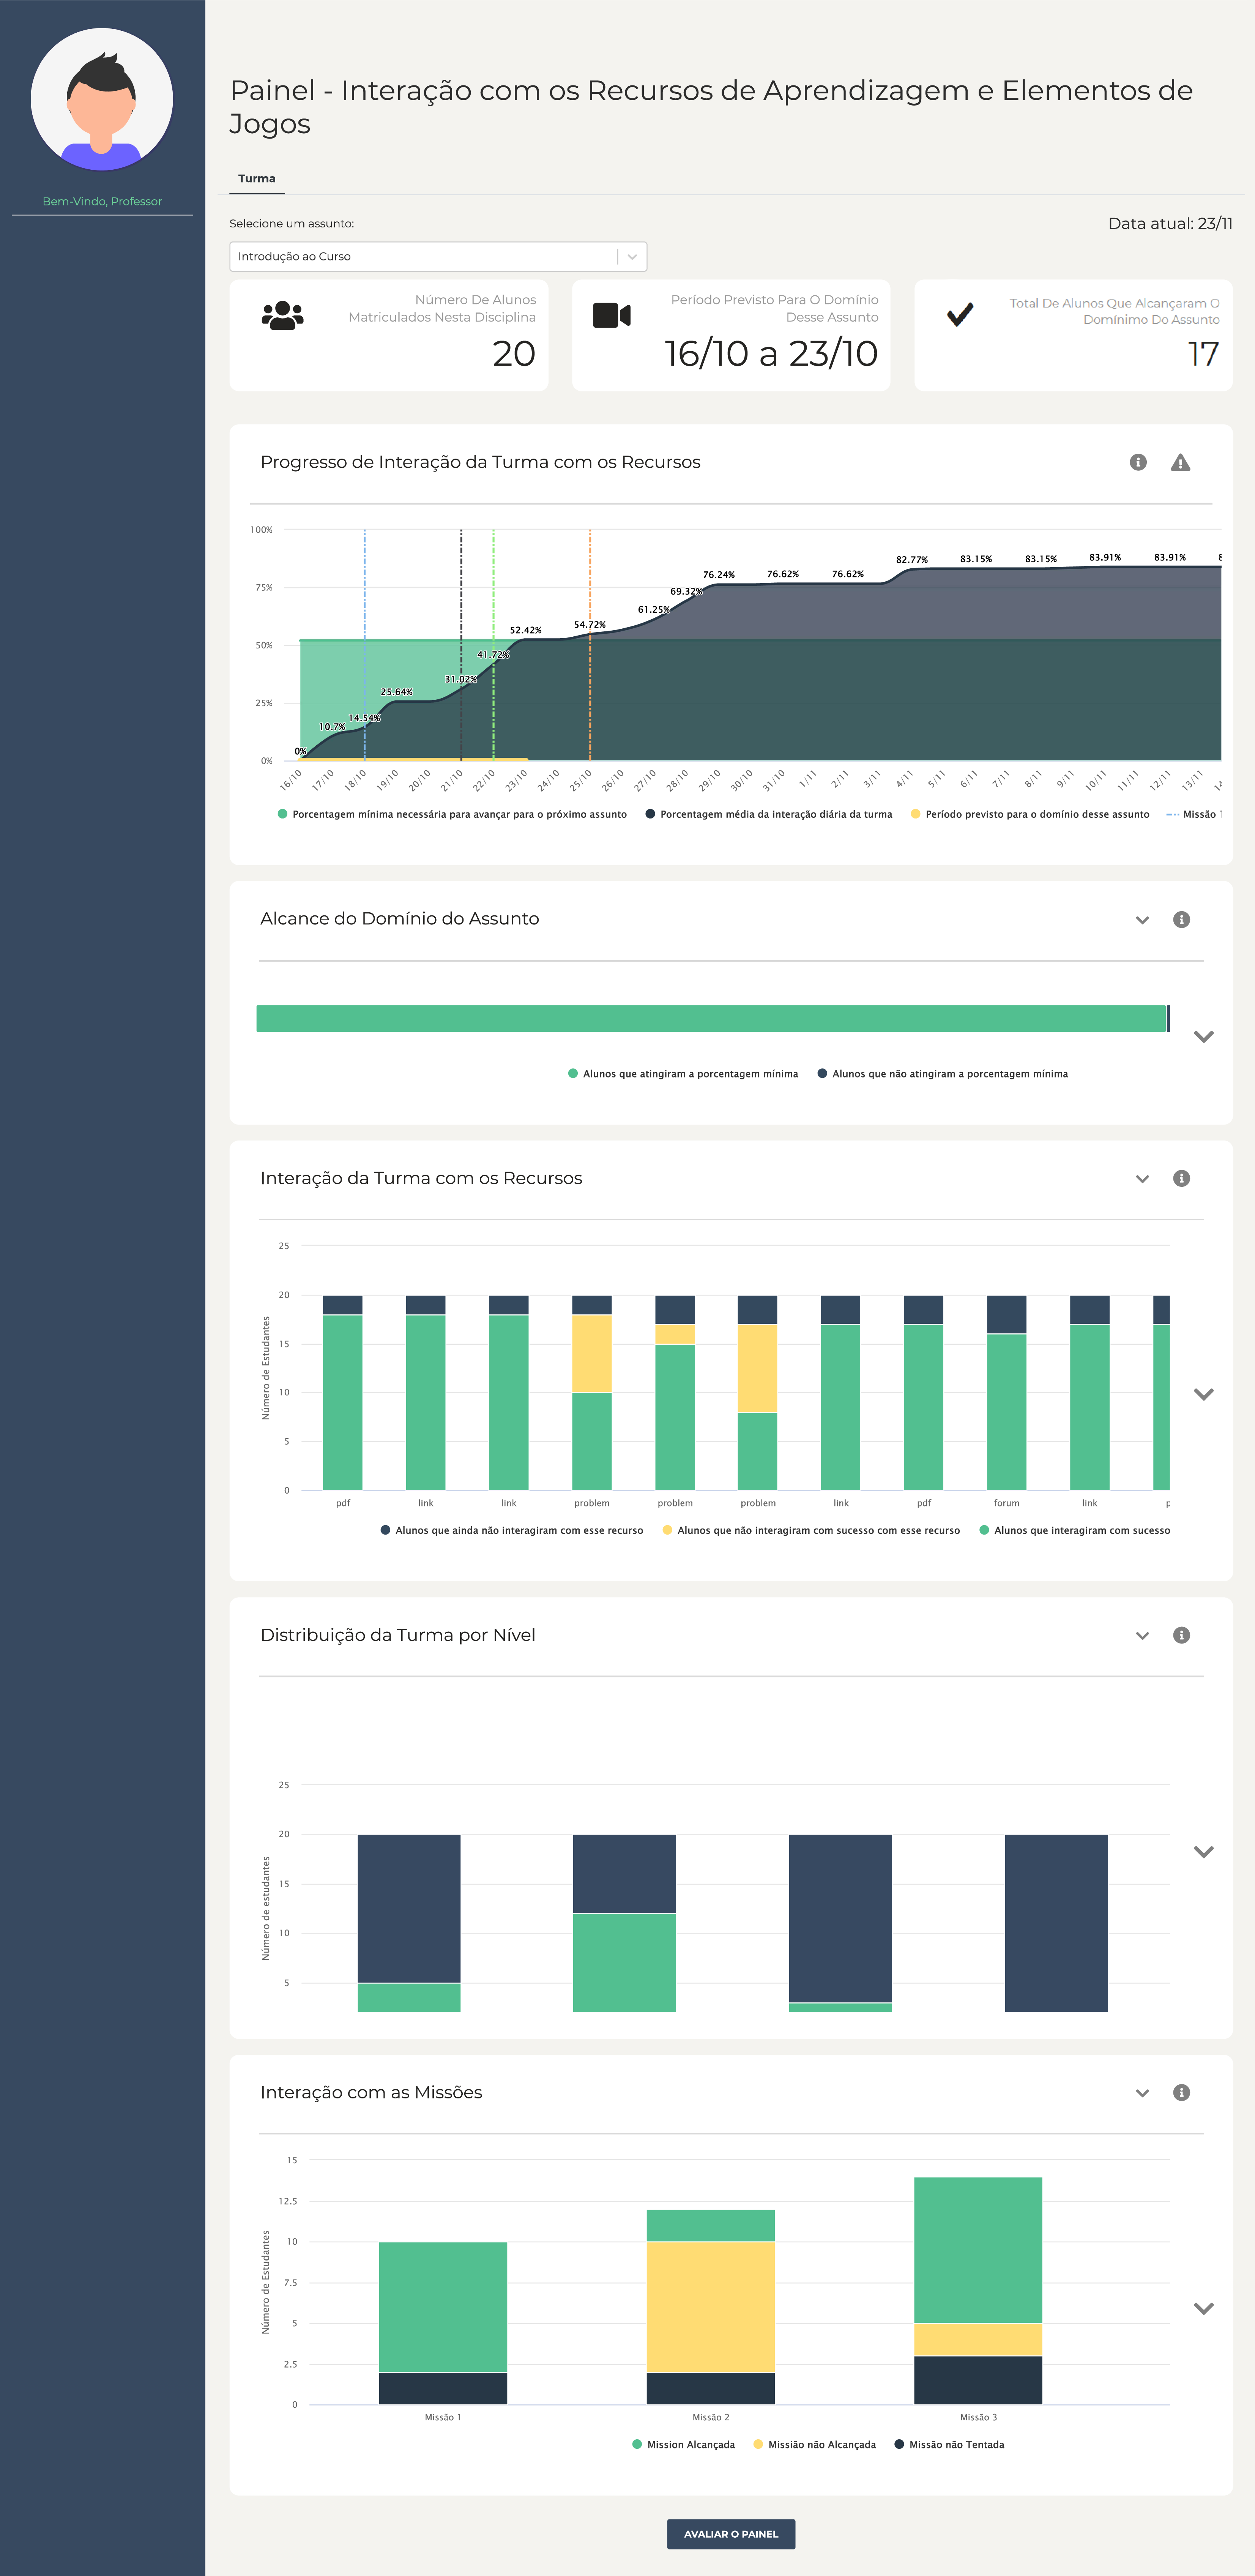 Bem-Vindo, Professor
Painel - Interação com os Recursos de Aprendizagem e Elementos de
Jogos
Turma
Selecione um assunto:
Data atual: 23/11
Introdução ao Curso
Número De Alunos
Matriculados Nesta Disciplina
20
Período Previsto Para O Domínio
Desse Assunto
16/10 a 23/10
Total De Alunos Que Alcançaram O
Domínimo Do Assunto
17
Progresso de Interação da Turma com os Recursos
100%
75%
50%
25%
0%
0%
10.7%
14.54%
25.64%
31.02%
41.72%
52.42%
54.72%
61.25%
69.32%
76.24%
76.62%
76.62%
82.77%
83.15%
83.15%
83.91%
83.91%
16/10 17/10 18/10 19/10 20/10 21/10 22/10 23/10 24/10 25/10 26/10 27/10 28/10 29/10 30/10 31/10 1/11 2/11 3/11 4/11 5/11 6/11 7/11 8/11 9/11 10/11 11/11 12/11 13/11
Porcentagem mínima necessária para avançar para o próximo assunto Porcentagem média da interação diária da turma Período previsto para o domínio desse assunto Missão
Alcance do Domínio do Assunto
Alunos que atingiram a porcentagem mínima Alunos que não atingiram a porcentagem mínima
Interação da Turma com os Recursos
Número de Estudantes
25
20
15
10
5
0
pdf link link problem problem problem link pdf forum link p
Alunos que ainda não interagiram com esse recurso Alunos que não interagiram com sucesso com esse recurso Alunos que interagiram com sucesso
Distribuição da Turma por Nível
Número de estudantes
25
20
15
10
5
Interação com as Missões
Número de Estudantes
15
12.5
10
7.5
5
2.5
0
Missão 1 Missão 2 Missão 3
Mission Alcançada Missião não Alcançada Missão não Tentada
AVALIAR O PAINEL